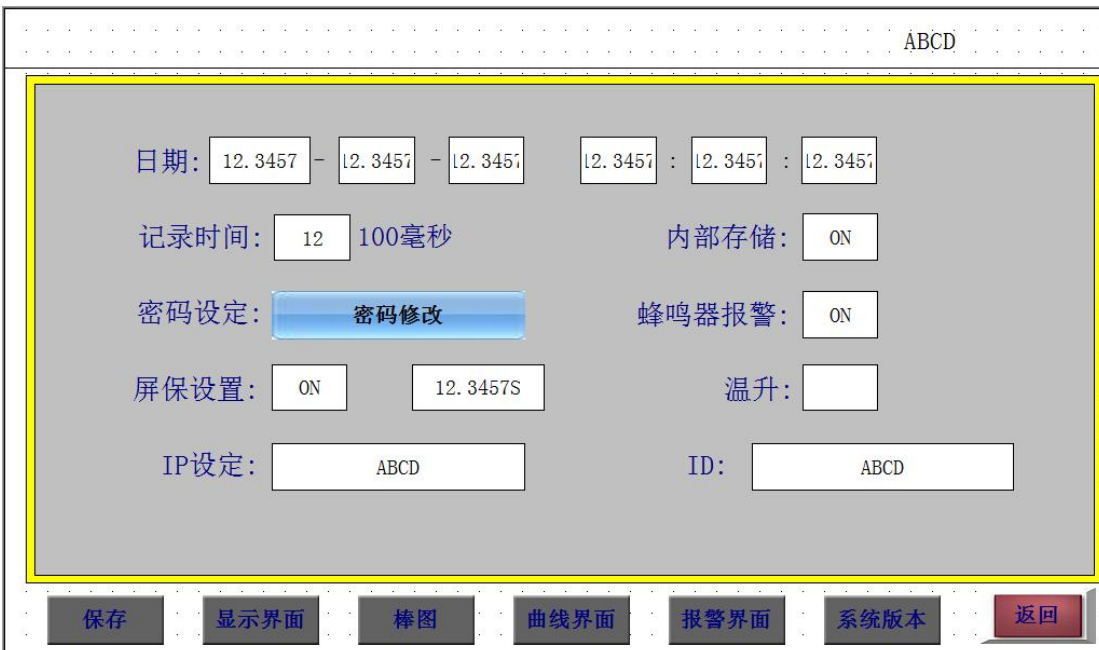 ABCD
日期: 12.3457 - 12.3457 - 12.3457 12.3457 : 12.3457 : 12.3457
记录时间: 12 100毫秒 内部存储: ON
密码设定: 密码修改 蜂鸣器报警: ON
屏保设置: ON 12.3457S 温升:
IP设定: ABCD ID: ABCD
保存 显示界面 棒图 曲线界面 报警界面 系统版本 返回